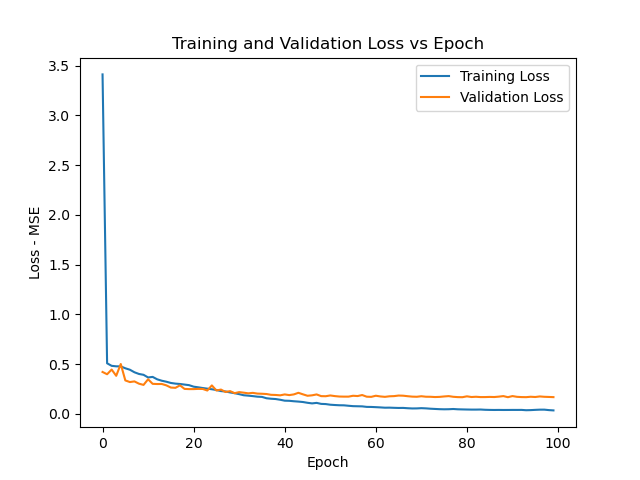 Training and Validation Loss vs Epoch
Training Loss
Validation Loss
Loss - MSE
3.5
3.0
2.5
2.0
1.5
1.0
0.5
0.0
0 20 40 60 80 100
Epoch